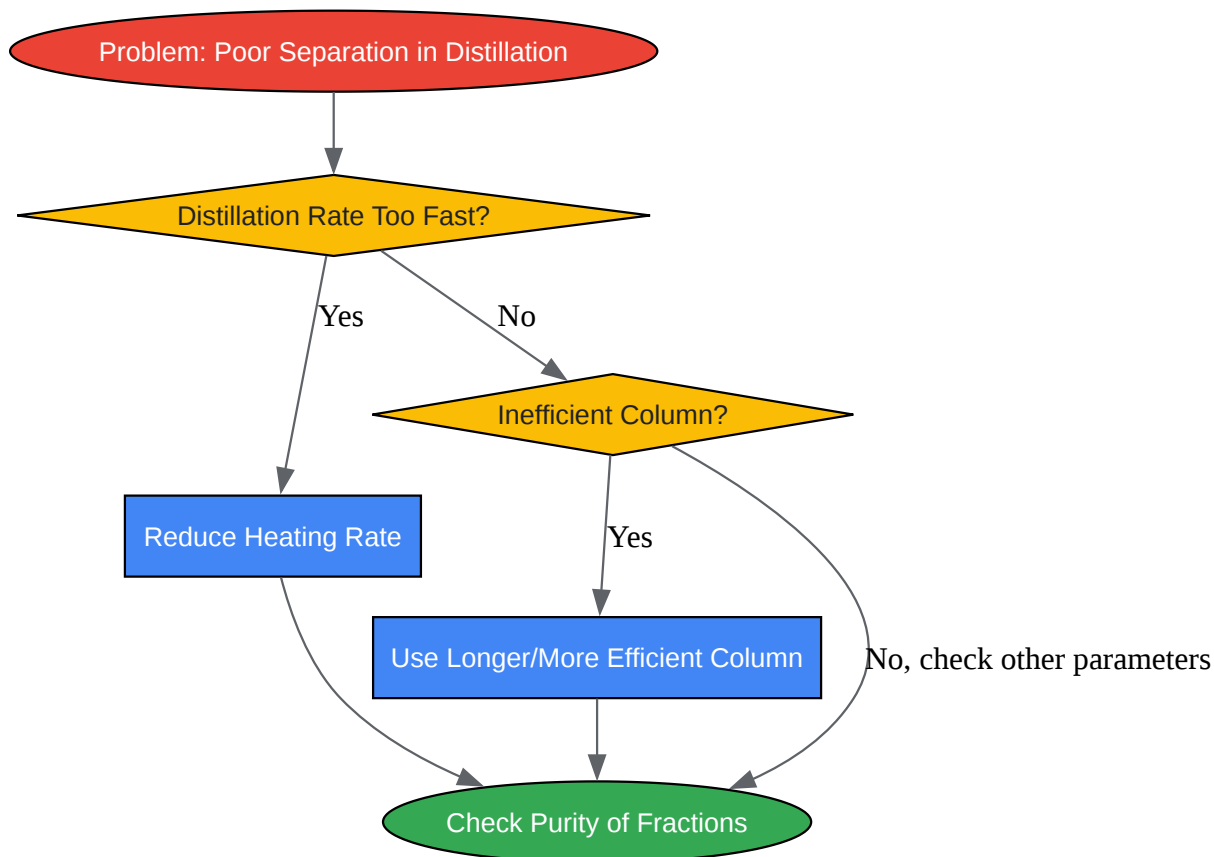 Problem: Poor Separation in Distillation
Distillation Rate Too Fast?
Yes
No
Inefficient Column?
Reduce Heating Rate
Yes
Use Longer/More Efficient Column
No, check other parameters
Check Purity of Fractions